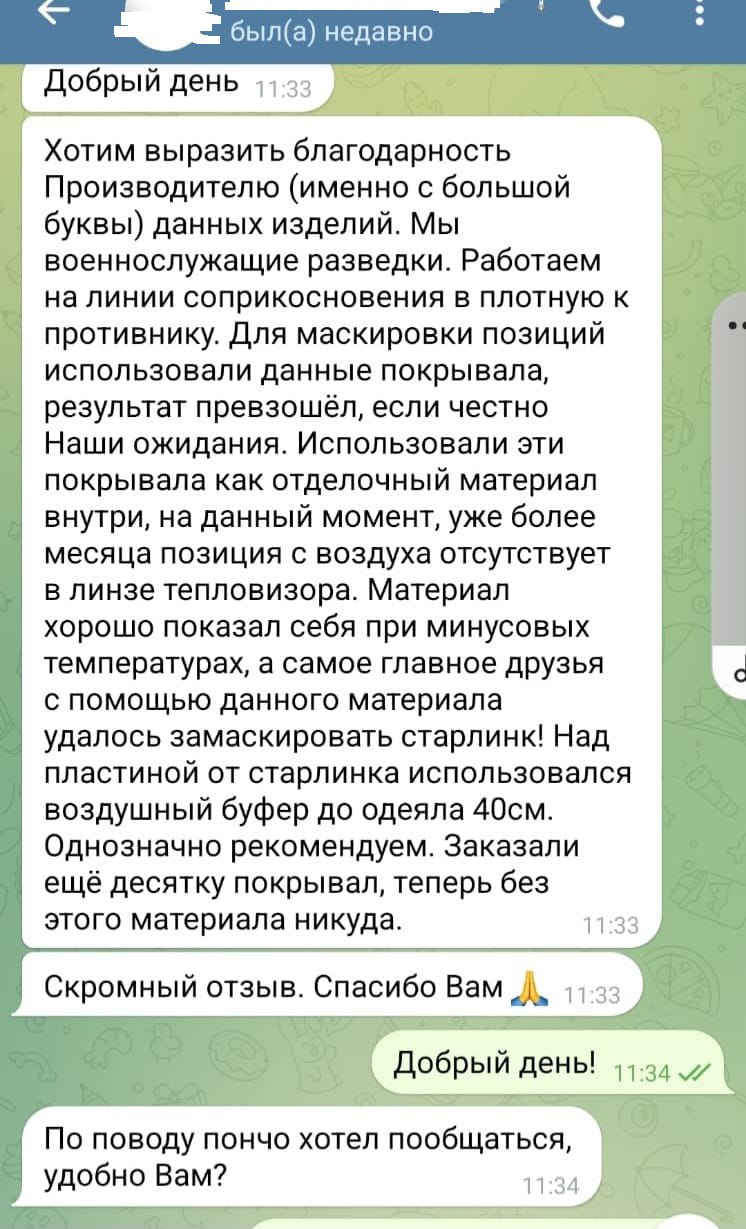 был(а) недавно
Добрый день 11:33
Хотим выразить благодарность
Производителю (именно с большой
буквы) данных изделий. Мы
военнослужащие разведки. Работаем
на линии соприкосновения в плотную к
противнику. Для маскировки позиций
использовали данные покрывала,
результат превзошёл, если честно
Наши ожидания. Использовали эти
покрывала как отделочный материал
внутри, на данный момент, уже более
месяца позиция с воздуха отсутствует
в линзе тепловизора. Материал
хорошо показал себя при минусовых
температурах, а самое главное друзья
с помощью данного материала
удалось замаскировать старлинк! Над
пластиной от старлинка использовался
воздушный буфер до одеяла 40см.
Однозначно рекомендуем. Заказали
ещё десятку покрывал, теперь без
этого материала никуда. 11:33
Скромный отзыв. Спасибо Вам 🙏 11:33
Добрый день! 11:34
По поводу пончо хотел пообщаться,
удобно Вам? 11:34